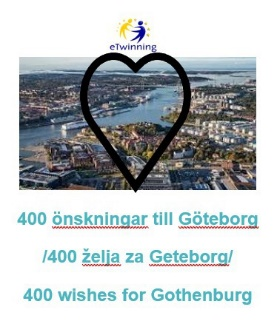 eTwinning
400 önskningar till Göteborg
/400 želja za Geteborg/
400 wishes for Gothenburg